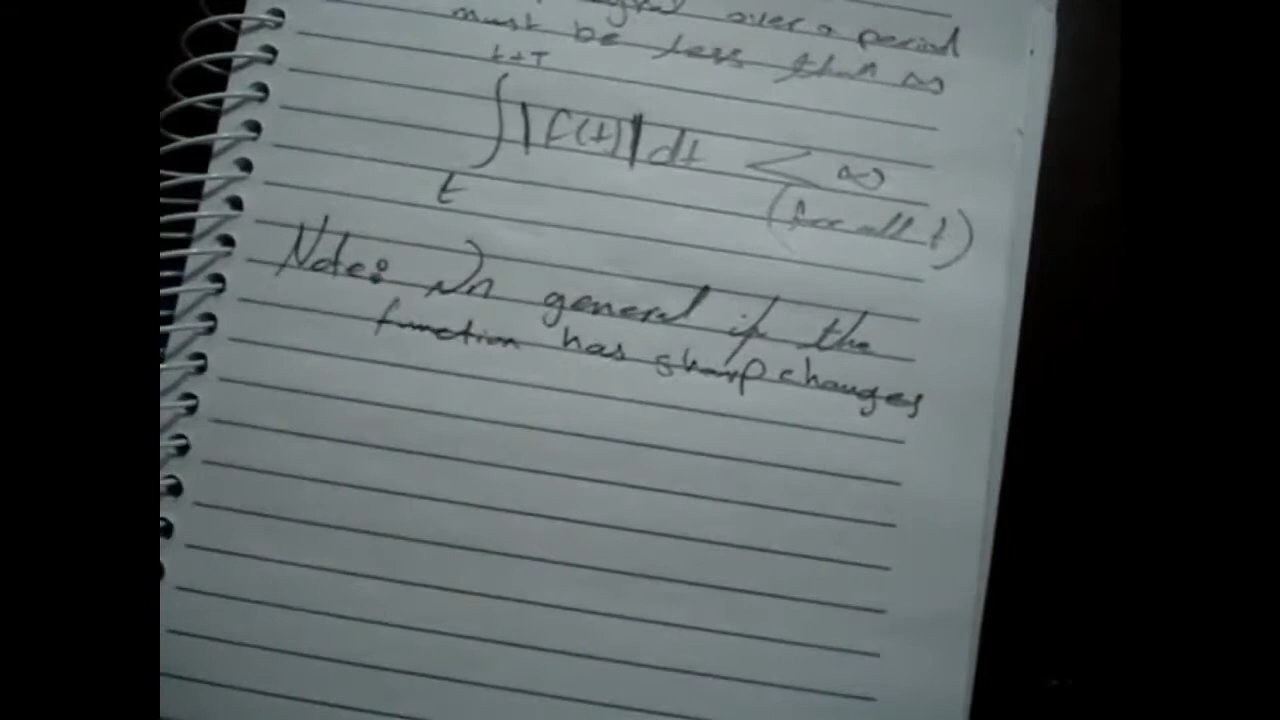 over a period
must be less than ∞
t+T
∫ |f(t)| dt < ∞
t
(for all t)
Note: In general if the
function has sharp changes